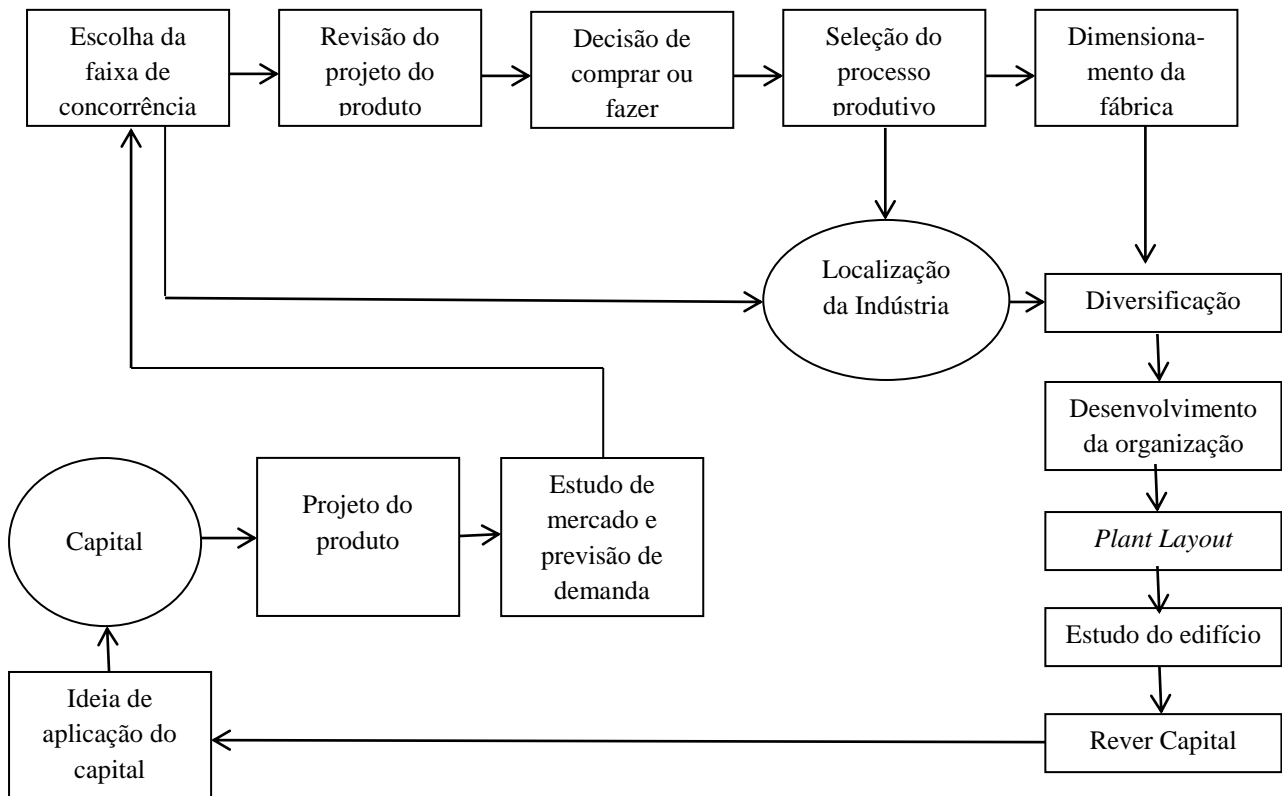 Escolha da
faixa de
concorrência
Revisão do
projeto do
produto
Decisão de
comprar ou
fazer
Seleção do
processo
produtivo
Dimensiona-
mento da
fábrica
Localização
da Indústria
Diversificação
Desenvolvimento
da organização
Plant Layout
Estudo do edifício
Rever Capital
Capital
Projeto do
produto
Estudo de
mercado e
previsão de
demanda
Ideia de
aplicação do
capital